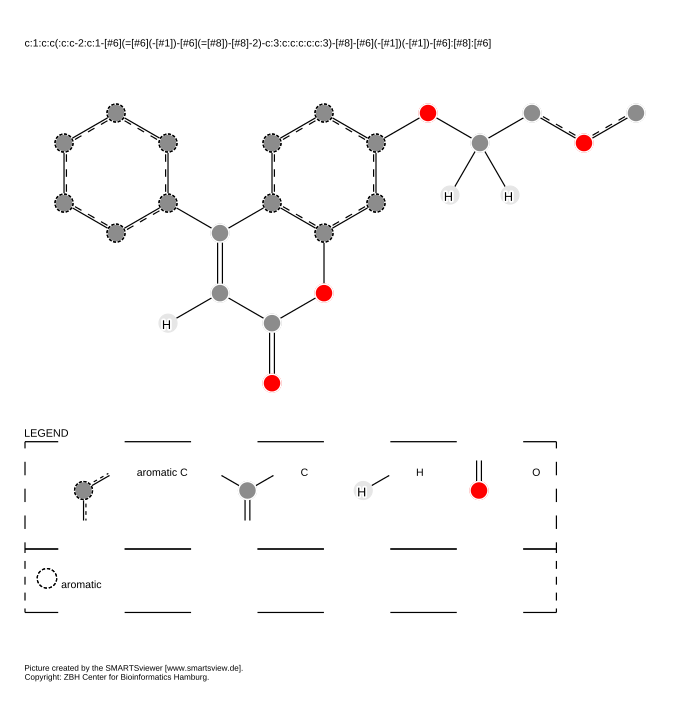 c:1:c:c(:c:c-2:c:1-[#6](=[#6](-[#1])-[#6](=[#8])-[#8]-2)-c:3:c:c:c:c:c:3)-[#8]-[#6](-[#1])(-[#1])-[#6]:[#8]:[#6]
H H
H
LEGEND
aromatic C C H O
H
aromatic
Picture created by the SMARTSviewer [www.smartsview.de].
Copyright: ZBH Center for Bioinformatics Hamburg.